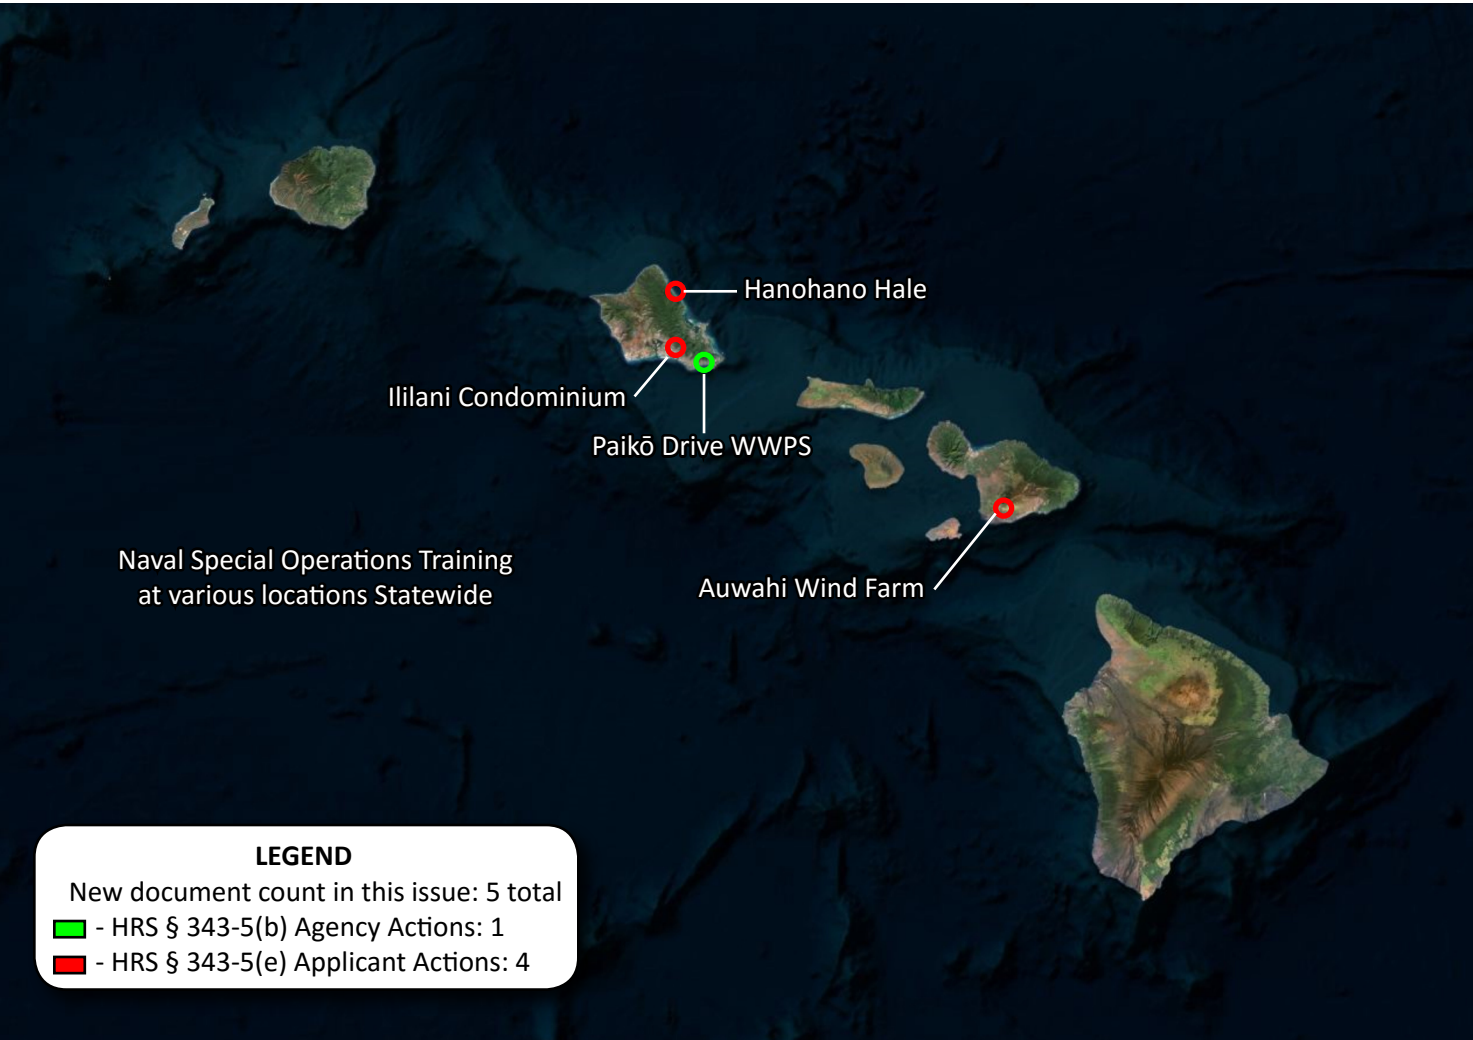 Hanohano Hale
Ililani Condominium
Paikō Drive WWPS
Naval Special Operations Training
at various locations Statewide
Auwahi Wind Farm
LEGEND
New document count in this issue: 5 total
- HRS § 343-5(b) Agency Actions: 1
- HRS § 343-5(e) Applicant Actions: 4